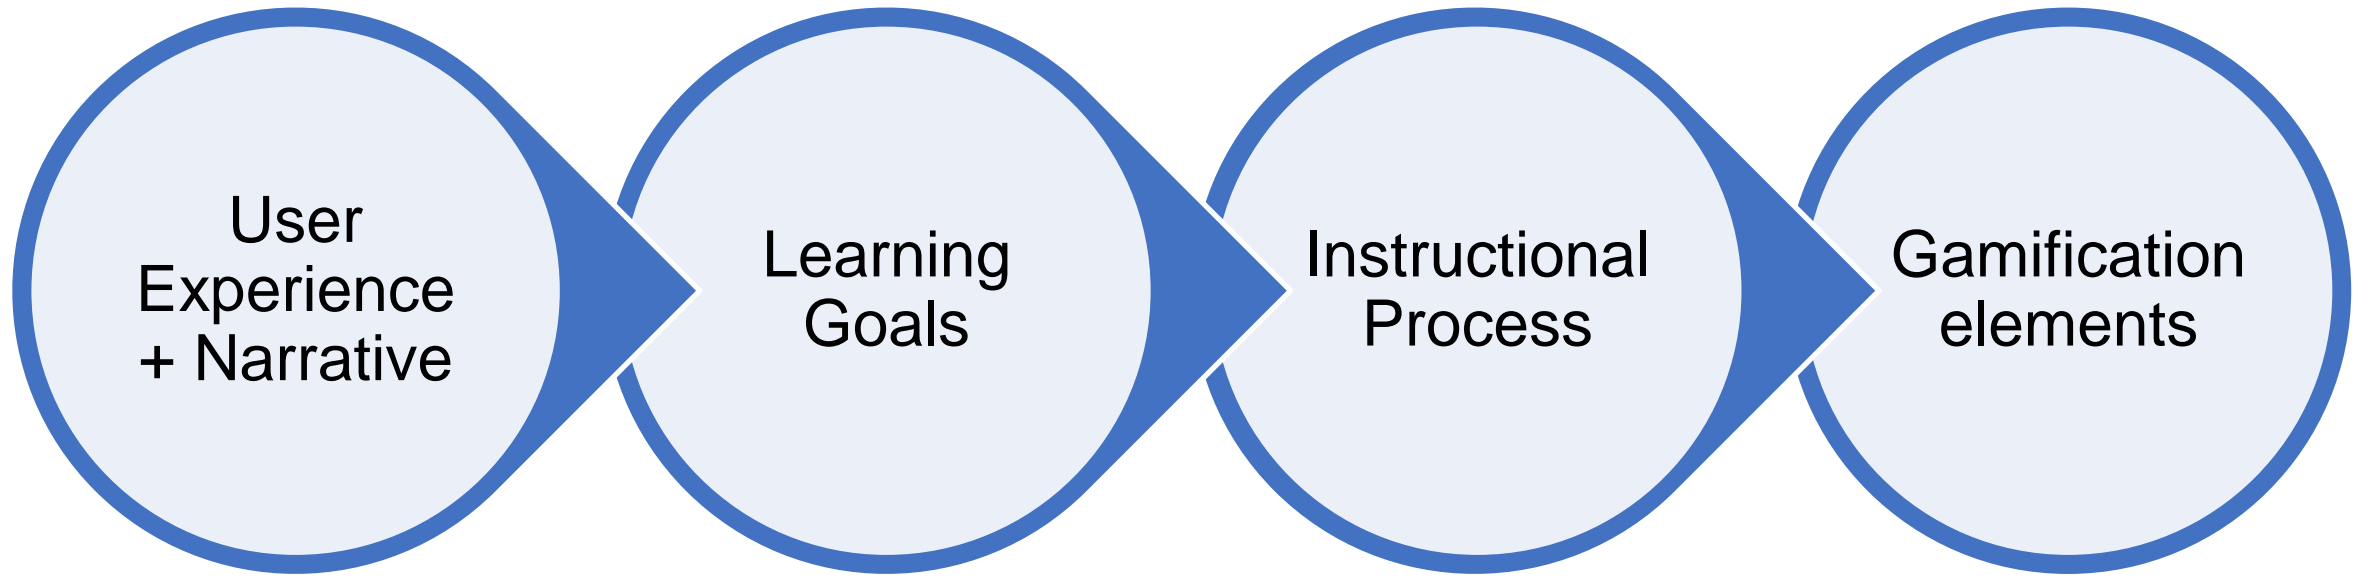 User
Experience
+ Narrative
Learning
Goals
Instructional
Process
Gamification
elements